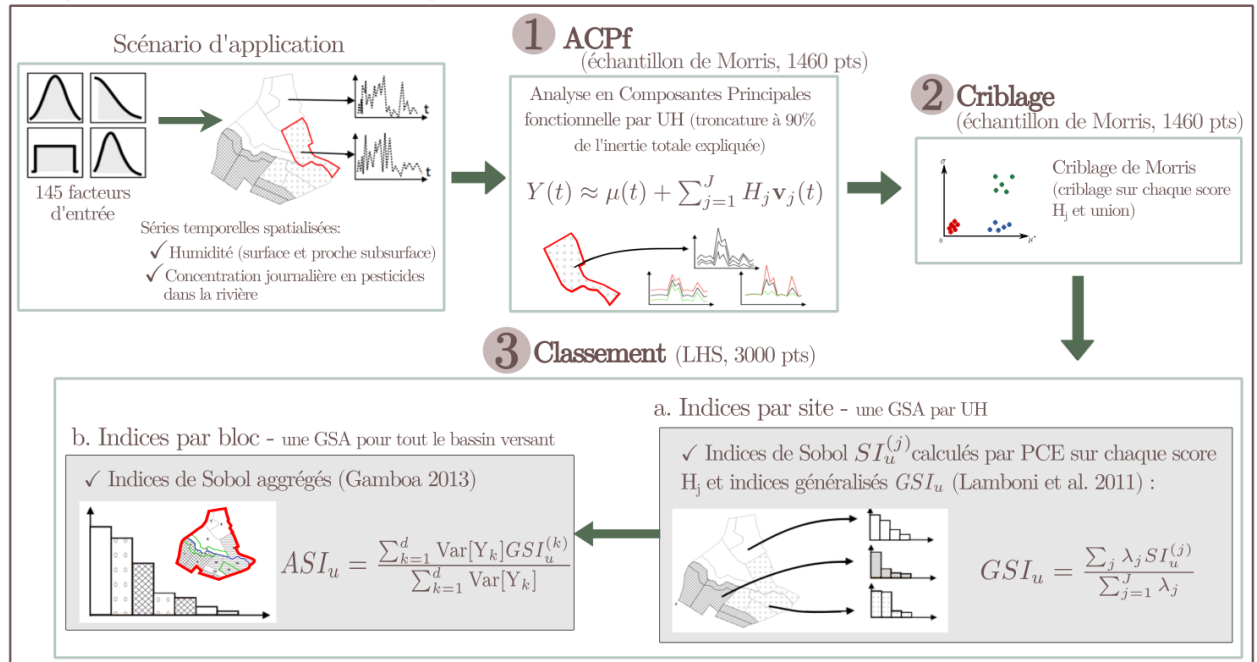 Scénario d'application
145 facteurs
d'entrée
t
t
Séries temporelles spatialisées:
✓ Humidité (surface et proche subsurface)
✓ Concentration journalière en pesticides
dans la rivière
1 ACPf
(échantillon de Morris, 1460 pts)
Analyse en Composantes Principales
fonctionnelle par UH (troncature à 90%
de l'inertie totale expliquée)
Y(t) ≈ μ(t) + ∑_{j=1}^{J} H_j v_j(t)
2 Criblage
(échantillon de Morris, 1460 pts)
σ
0
μ*
Criblage de Morris
(criblage sur chaque score
H_j et union)
3 Classement (LHS, 3000 pts)
a. Indices par site - une GSA par UH
✓ Indices de Sobol SI_u^{(j)} calculés par PCE sur chaque score
H_j et indices généralisés GSI_u (Lamboni et al. 2011) :
GSI_u = \frac{∑_j λ_j SI_u^{(j)}}{∑_{j=1}^{J} λ_j}
b. Indices par bloc - une GSA pour tout le bassin versant
✓ Indices de Sobol aggrégés (Gamboa 2013)
ASI_u = \frac{∑_{k=1}^{d} Var[Y_k] GSI_u^{(k)}}{∑_{k=1}^{d} Var[Y_k]}